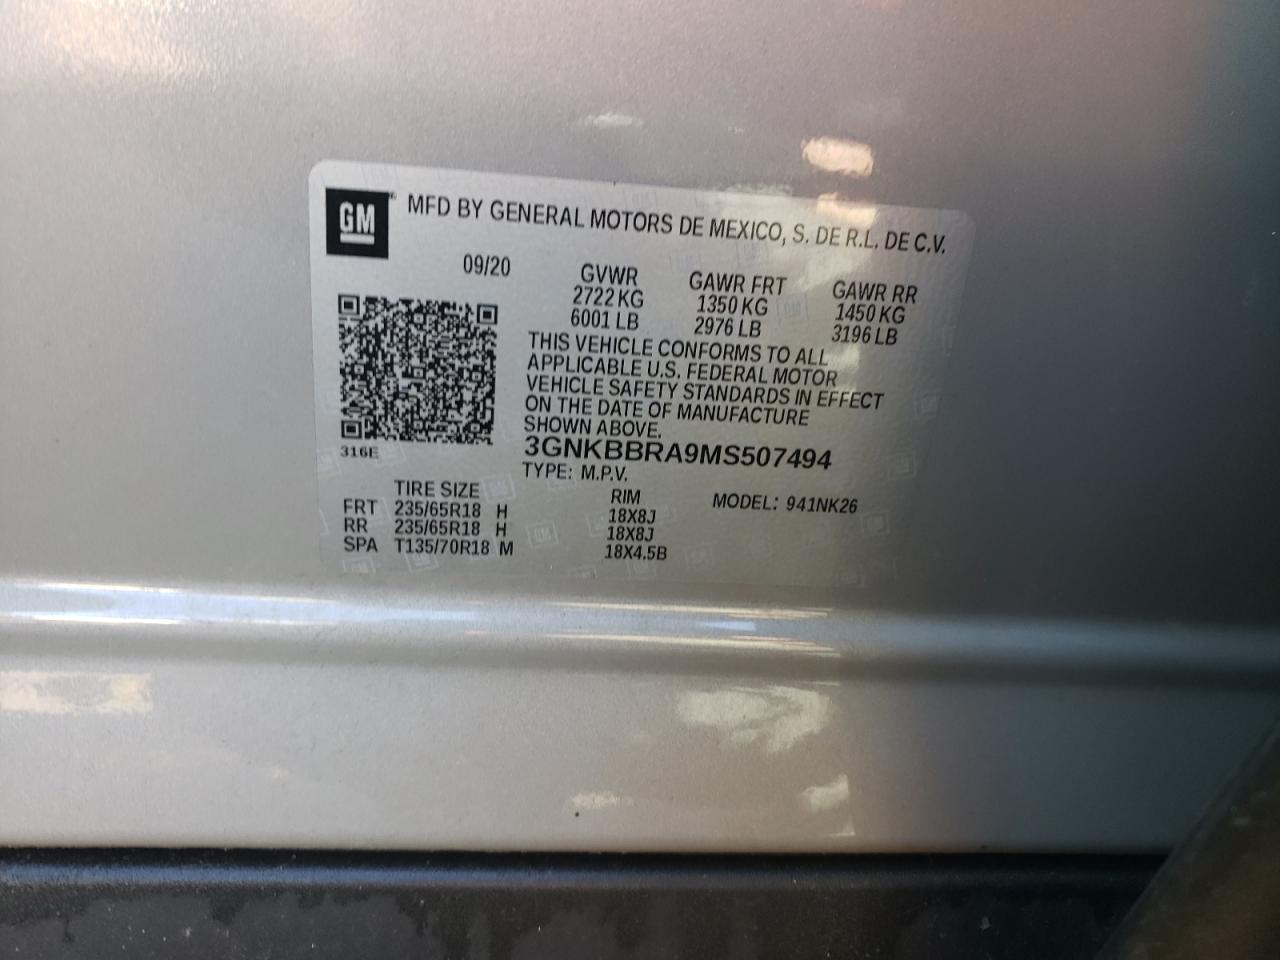 GM
MFD BY GENERAL MOTORS DE MEXICO, S. DE R.L. DE C.V.
09/20 GVWR GAWR FRT GAWR RR
2722 KG 1350 KG 1450 KG
6001 LB 2976 LB 3196 LB
THIS VEHICLE CONFORMS TO ALL
APPLICABLE U.S. FEDERAL MOTOR
VEHICLE SAFETY STANDARDS IN EFFECT
ON THE DATE OF MANUFACTURE
SHOWN ABOVE.
316E
3GNKBBRA9MS507494
TYPE: M.P.V.
TIRE SIZE RIM MODEL: 941NK26
FRT 235/65R18 H 18X8J
RR 235/65R18 H 18X8J
SPA T135/70R18 M 18X4.5B